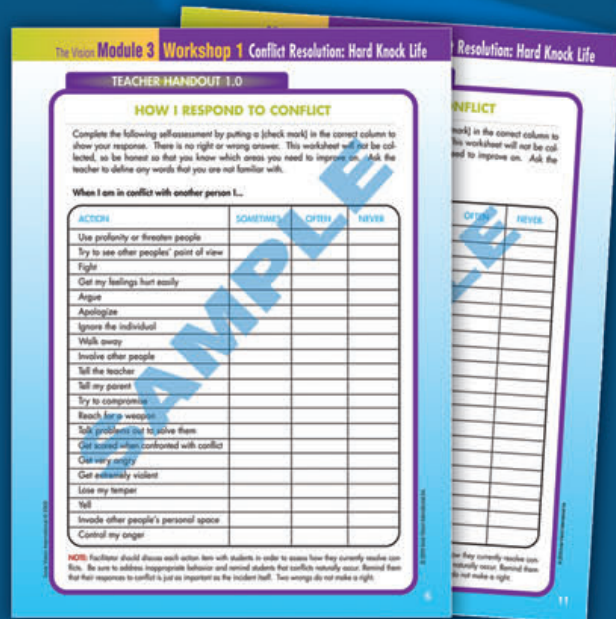 The Vision Module 3 Workshop 1 Conflict Resolution: Hard Knock Life
TEACHER HANDOUT 1.0
HOW I RESPOND TO CONFLICT
Complete the following self-assessment by putting a (check mark) in the correct column to
show your response. There is no right or wrong answer. This worksheet will not be col-
lected, so be honest so that you know which areas you need to improve on. Ask the
teacher to define any words that you are not familiar with.
When I am in conflict with another person I...
ACTION SOMETIMES OFTEN NEVER
Use profanity or threaten people
Try to see other peoples' point of view
Fight
Get my feelings hurt easily
Argue
Apologize
Ignore the individual
Walk away
Involve other people
Tell the teacher
Tell my parent
Try to compromise
Reach for a weapon
Talk problems out to solve them
Get scared when confronted with conflict
Get very angry
Get extremely violent
Lose my temper
Yell
Invade other people's personal space
Control my anger
NOTE: Facilitator should discuss each action item with students in order to assess how they currently resolve con-
flicts. Be sure to address inappropriate behavior and remind students that conflicts naturally occur. Remind them
that their responses to conflict is just as important as the incident itself. Two wrongs do not make a right.
SAMPLE
t Resolution: Hard Knock Life
NFLICT
mark) in the correct column to
This worksheet will not be col-
ed to improve on. Ask the
OFTEN NEVER
LE
how they currently resolve con-
naturally occur. Remind them
do not make a right.
11